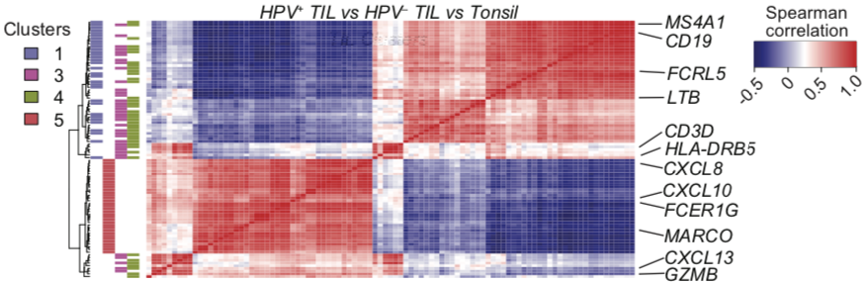 HPV⁺ TIL vs HPV⁻ TIL vs Tonsil
Clusters
1
3
4
5
MS4A1
CD19
FCRL5
LTB
CD3D
HLA-DRB5
CXCL8
CXCL10
FCER1G
MARCO
CXCL13
GZMB
Spearman
correlation
-0.5
0
0.5
1.0